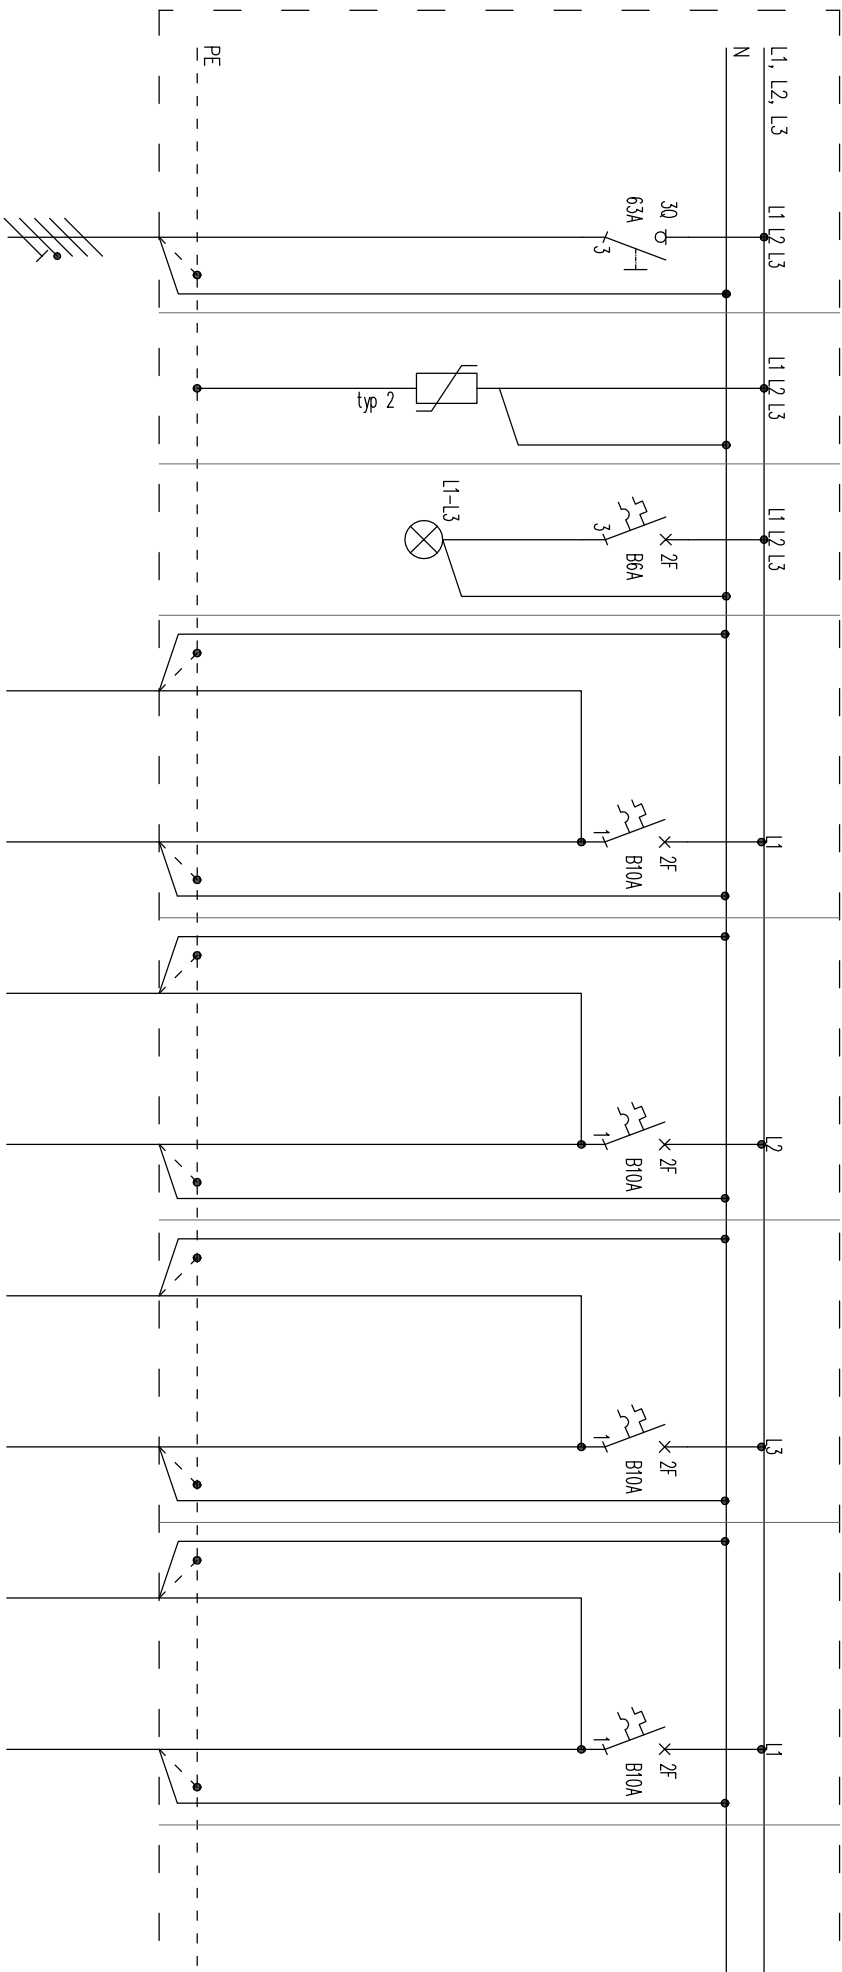 L1, L2, L3
N
PE
L1 L2 L3
3Q
63A
3
L1 L2 L3
typ 2
L1 L2 L3
2F
B6A
3
L1-L3
L1
2F
B10A
1
L2
2F
B10A
1
L3
2F
B10A
1
L1
2F
B10A
1